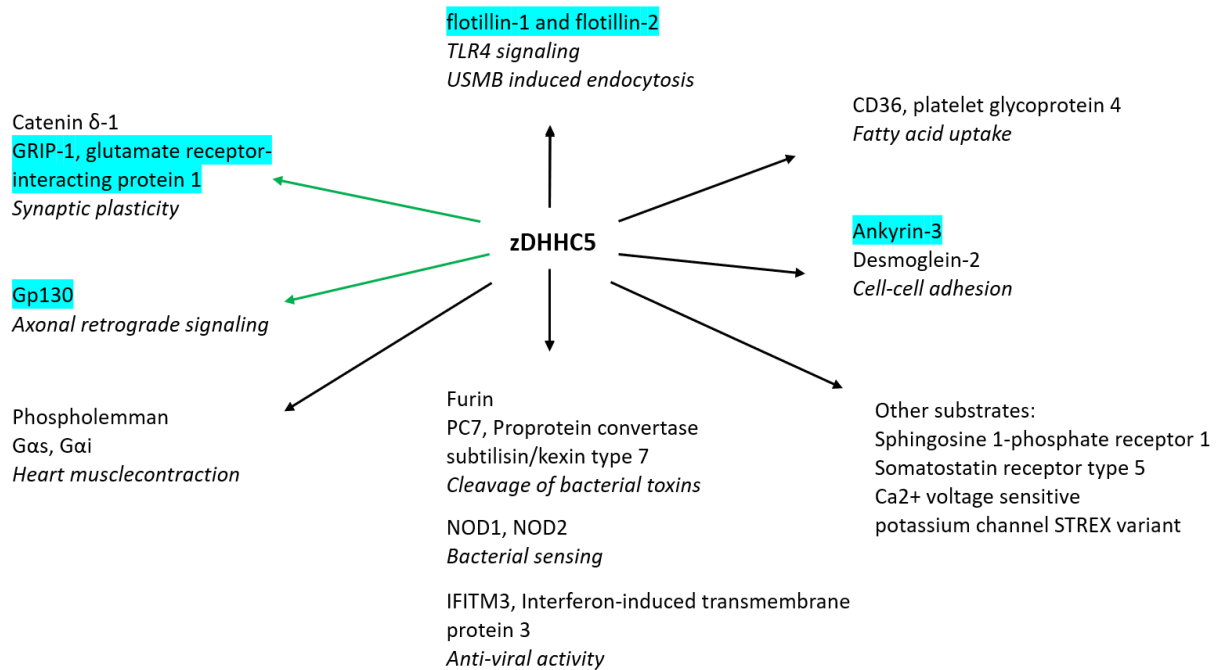 flotillin-1 and flotillin-2
TLR4 signaling
USMB induced endocytosis
Catenin δ-1
GRIP-1, glutamate receptor-
interacting protein 1
Synaptic plasticity
CD36, platelet glycoprotein 4
Fatty acid uptake
zDHHC5
Ankyrin-3
Desmoglein-2
Cell-cell adhesion
Gp130
Axonal retrograde signaling
Phospholemman
Gαs, Gαi
Heart musclecontraction
Furin
PC7, Proprotein convertase
subtilisin/kexin type 7
Cleavage of bacterial toxins
NOD1, NOD2
Bacterial sensing
IFITM3, Interferon-induced transmembrane
protein 3
Anti-viral activity
Other substrates:
Sphingosine 1-phosphate receptor 1
Somatostatin receptor type 5
Ca2+ voltage sensitive
potassium channel STREX variant